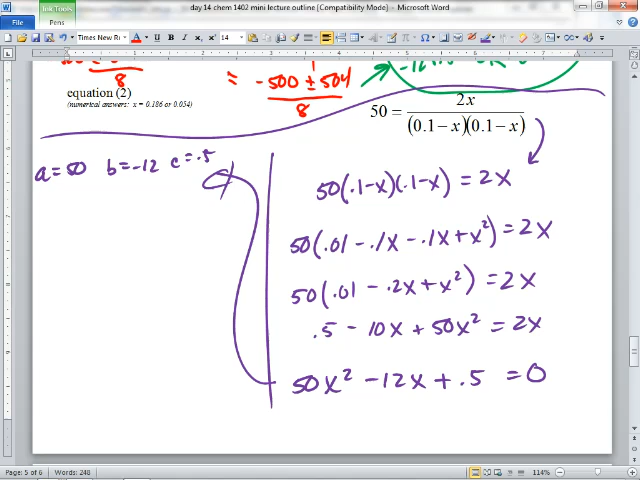 day 14 chem 1402 mini lecture outline [Compatibility Mode] - Microsoft Word
Ink Tools
File Pens
Times New Ro 14
8
≈ -500 ± 504
8
equation (2)
(numerical answers: x = 0.186 or 0.054)
50 = 2x / (0.1 − x)(0.1 − x)
a = 50 b = -12 c = .5
50(.1-x)(.1-x) = 2x
50(.01 - .1x - .1x + x²) = 2x
50(.01 - .2x + x²) = 2x
.5 - 10x + 50x² = 2x
50x² - 12x + .5 = 0
Page: 5 of 6 Words: 248 114%